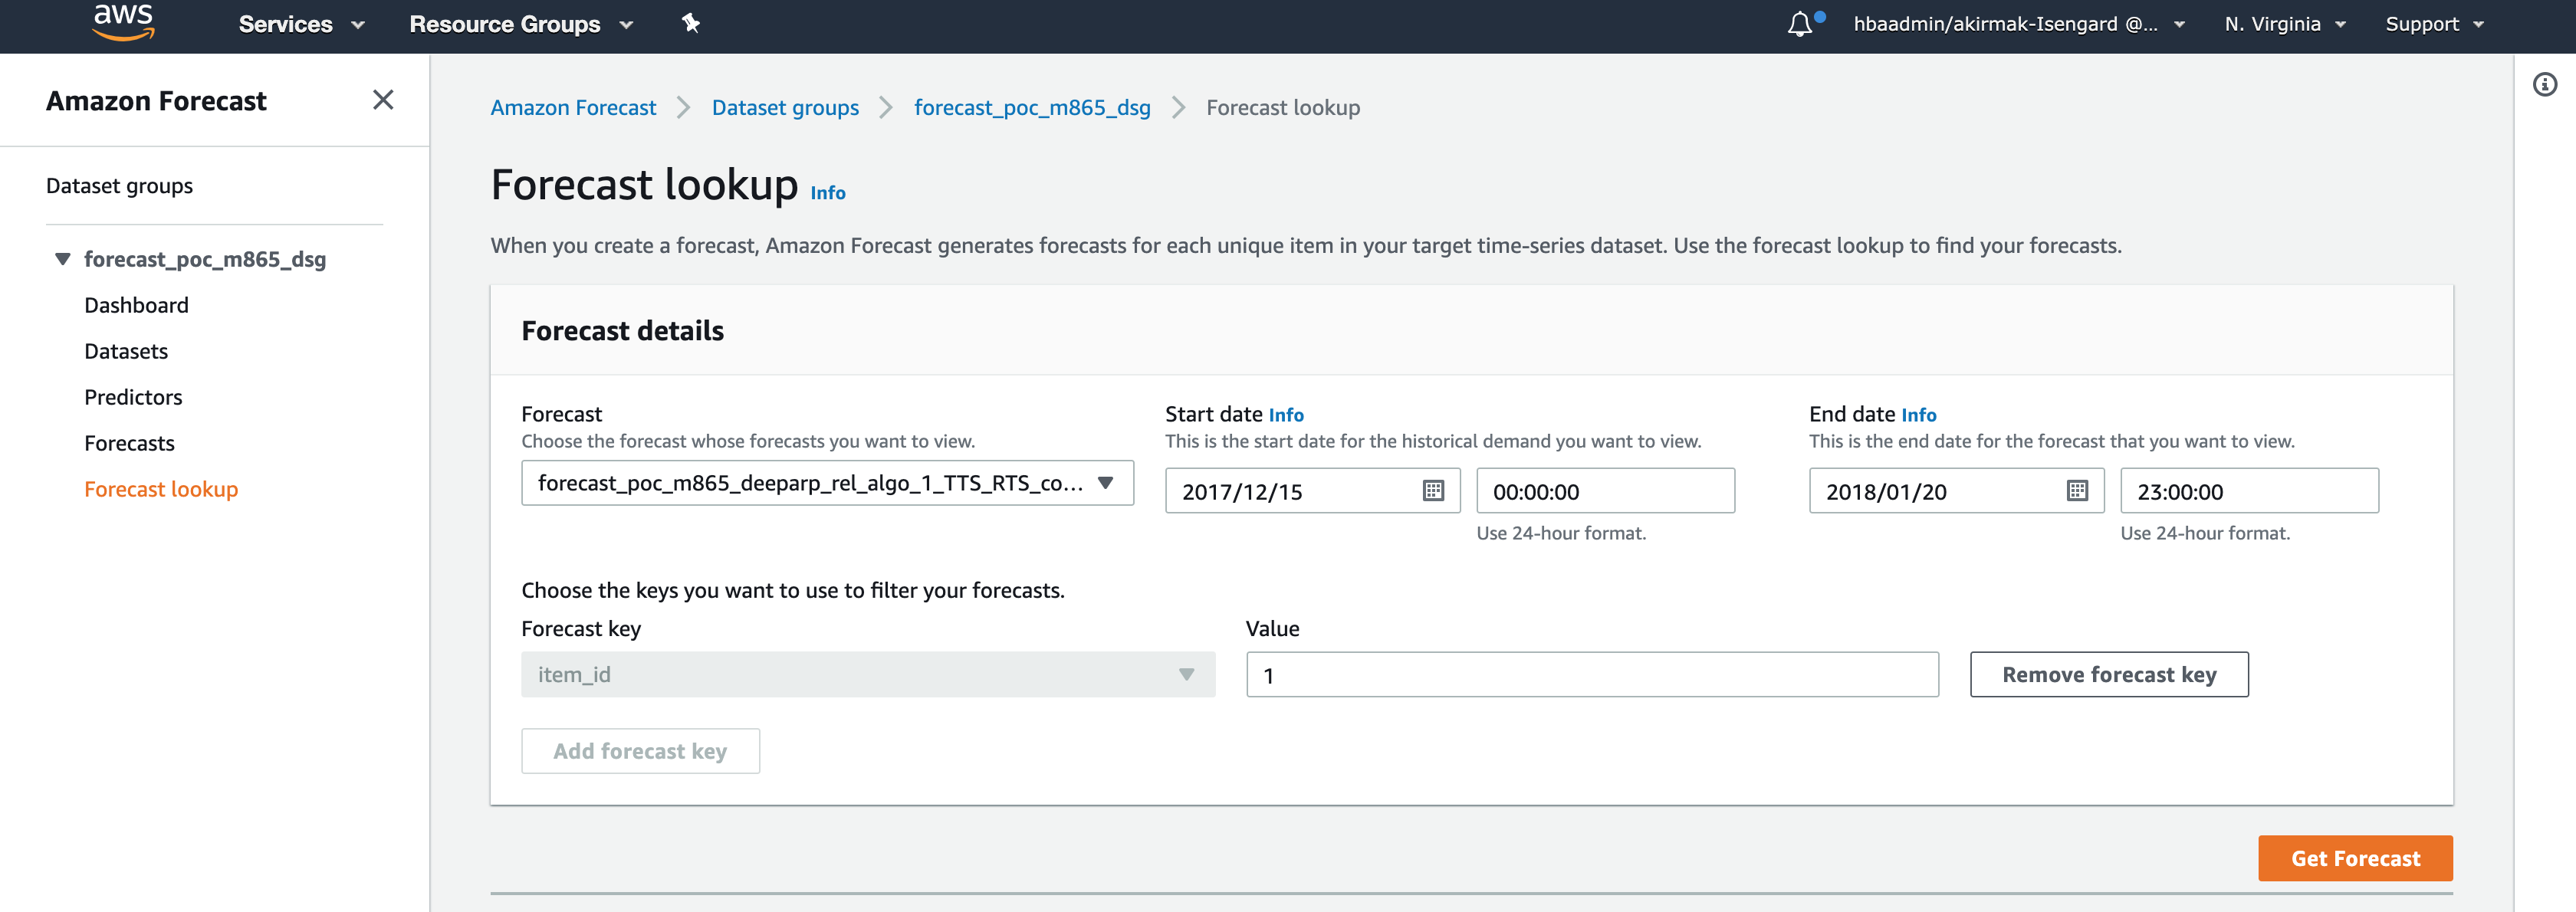 aws Services Resource Groups hbaadmin/akirmak-Isengard @... N. Virginia Support
Amazon Forecast
Dataset groups
forecast_poc_m865_dsg
Dashboard
Datasets
Predictors
Forecasts
Forecast lookup
Amazon Forecast Dataset groups forecast_poc_m865_dsg Forecast lookup
Forecast lookup Info
When you create a forecast, Amazon Forecast generates forecasts for each unique item in your target time-series dataset. Use the forecast lookup to find your forecasts.
Forecast details
Forecast
Choose the forecast whose forecasts you want to view.
forecast_poc_m865_deeparp_rel_algo_1_TTS_RTS_co...
Start date Info
This is the start date for the historical demand you want to view.
2017/12/15 00:00:00
Use 24-hour format.
End date Info
This is the end date for the forecast that you want to view.
2018/01/20 23:00:00
Use 24-hour format.
Choose the keys you want to use to filter your forecasts.
Forecast key Value
item_id 1 Remove forecast key
Add forecast key
Get Forecast